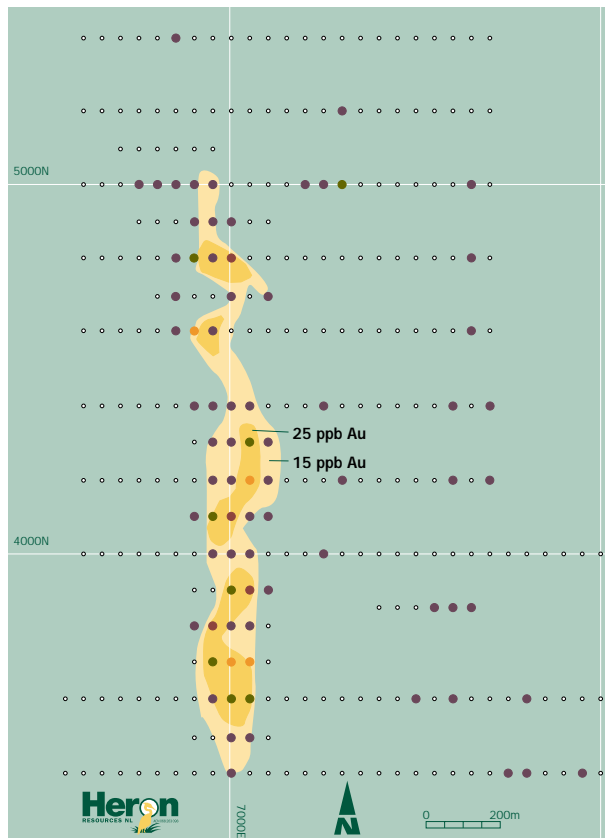 5000N
25 ppb Au
15 ppb Au
4000N
Heron
RESOURCES NL
7000E
N
0 200m